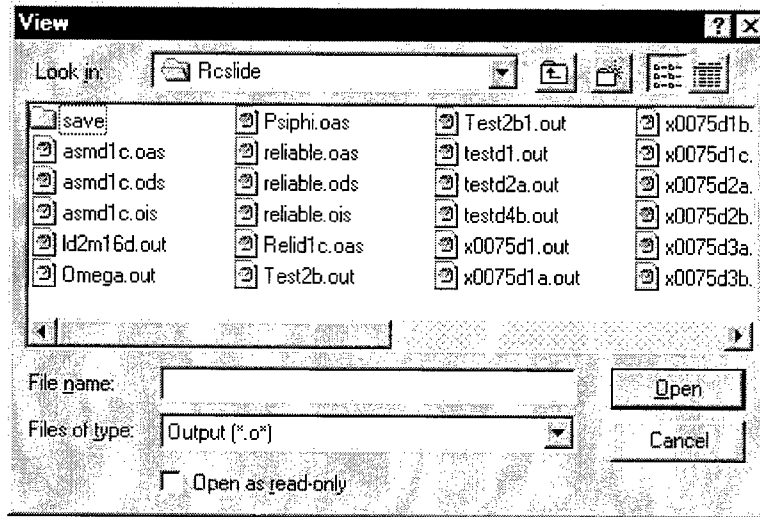 View
Look in: Rcslide
save Psiphi.oas Test2b1.out x0075d1b.
asmd1c.oas reliable.oas testd1.out x0075d1c.
asmd1c.ods reliable.ods testd2a.out x0075d2a.
asmd1c.ois reliable.ois testd4b.out x0075d2b.
ld2m16d.out Relid1c.oas x0075d1.out x0075d3a.
Omega.out Test2b.out x0075d1a.out x0075d3b.
File name: Open
Files of type: Output (*.o*) Cancel
Open as read-only